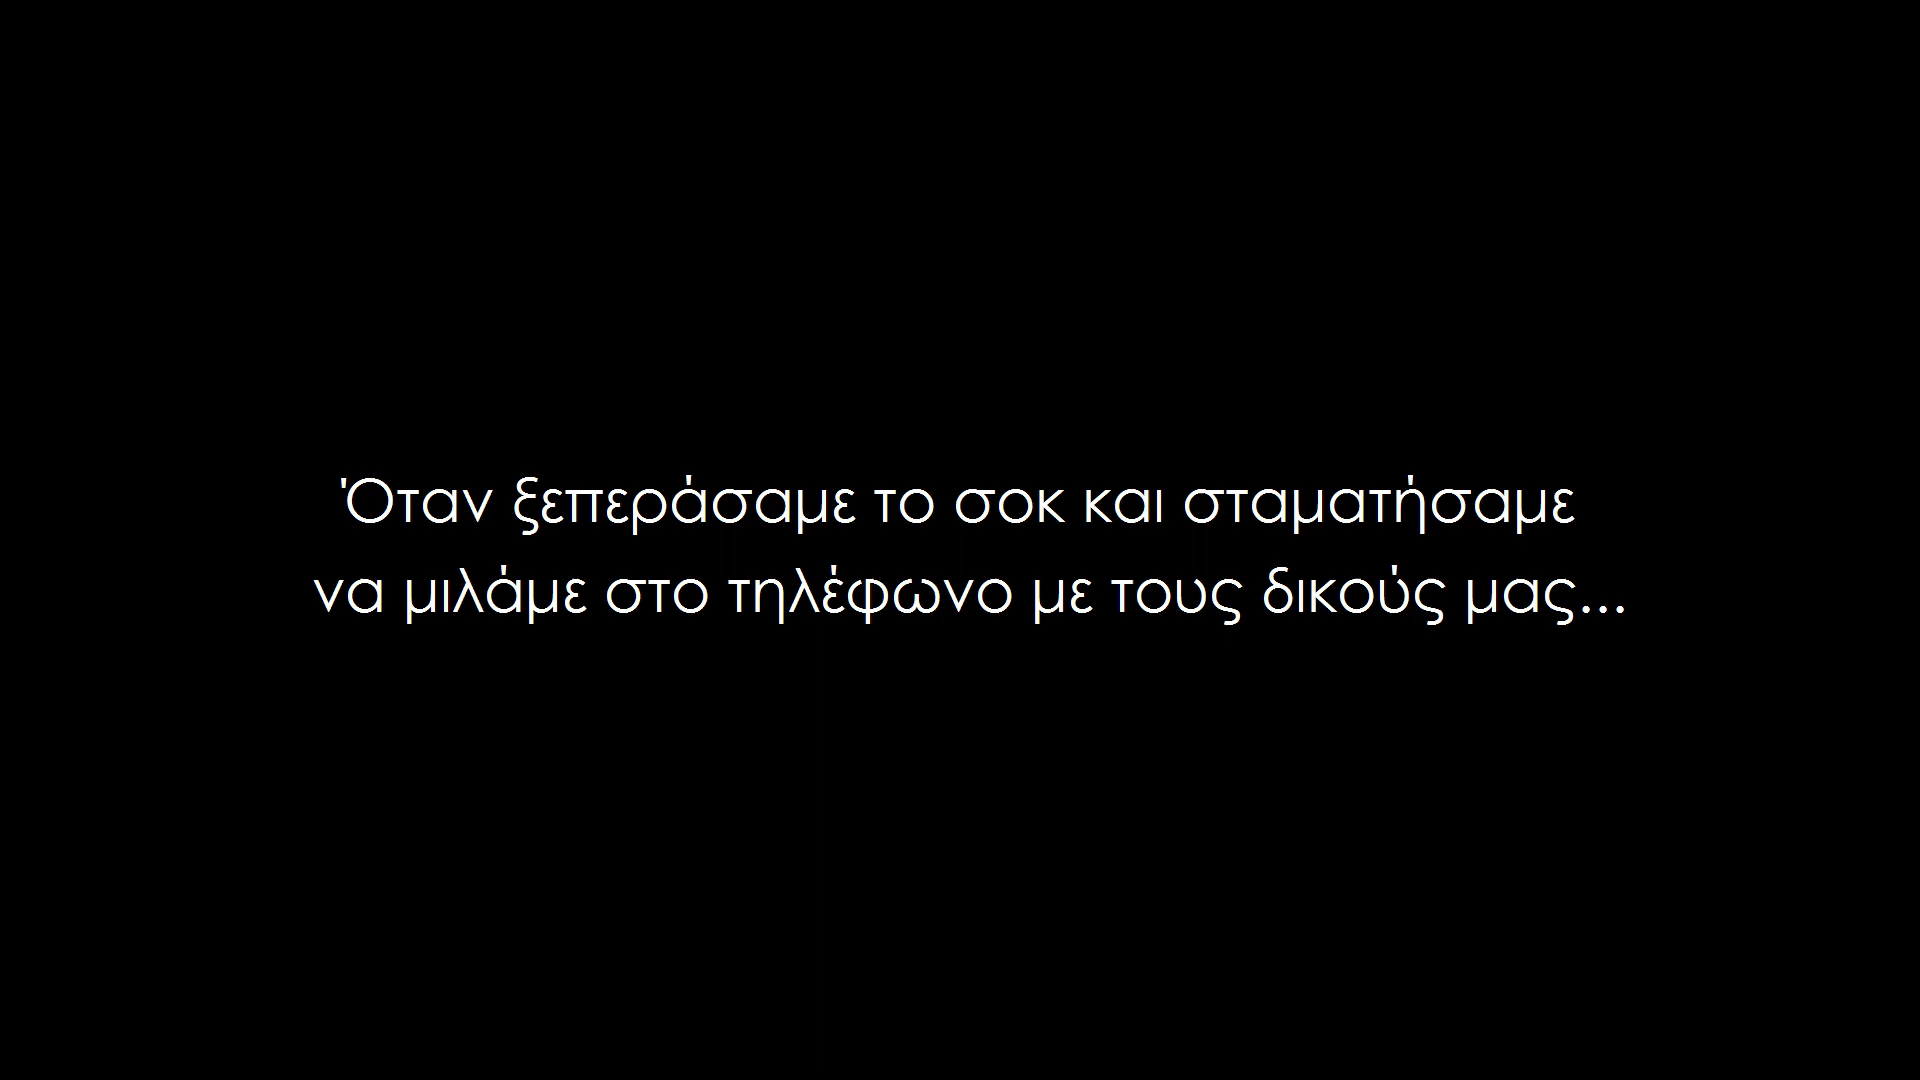 Όταν ξεπεράσαμε το σοκ και σταματήσαμε
να μιλάμε στο τηλέφωνο με τους δικούς μας...